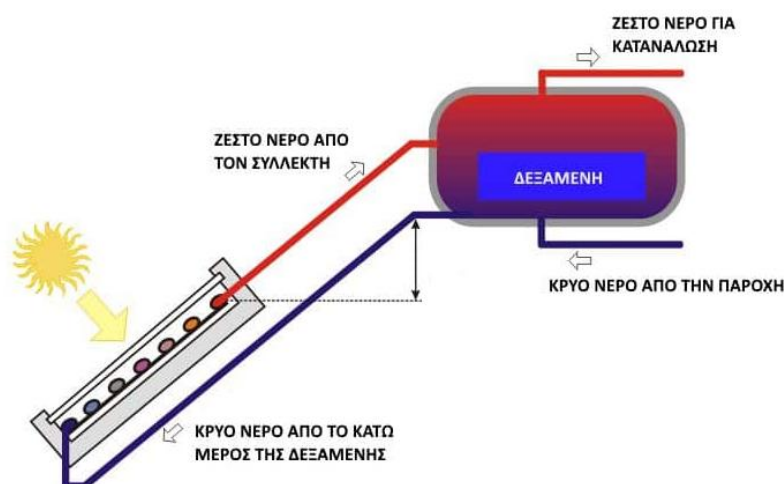 ΖΕΣΤΟ ΝΕΡΟ ΓΙΑ
ΚΑΤΑΝΑΛΩΣΗ
ΖΕΣΤΟ ΝΕΡΟ ΑΠΟ
ΤΟΝ ΣΥΛΛΕΚΤΗ
ΔΕΞΑΜΕΝΗ
ΚΡΥΟ ΝΕΡΟ ΑΠΟ ΤΗΝ ΠΑΡΟΧΗ
ΚΡΥΟ ΝΕΡΟ ΑΠΟ ΤΟ ΚΑΤΩ
ΜΕΡΟΣ ΤΗΣ ΔΕΞΑΜΕΝΗΣ